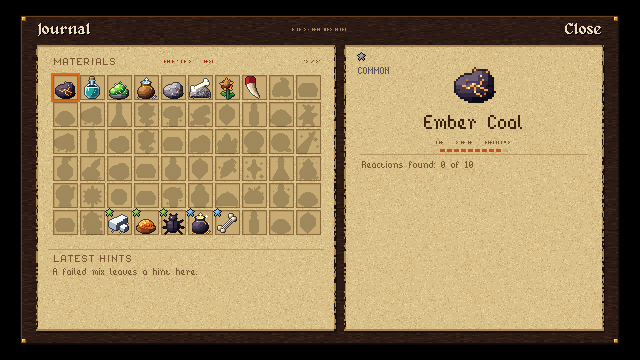 Journal
Close
MATERIALS
COMMON
Ember Coal
Reactions found: 0 of 10
LATEST HINTS
A failed mix leaves a hint here.